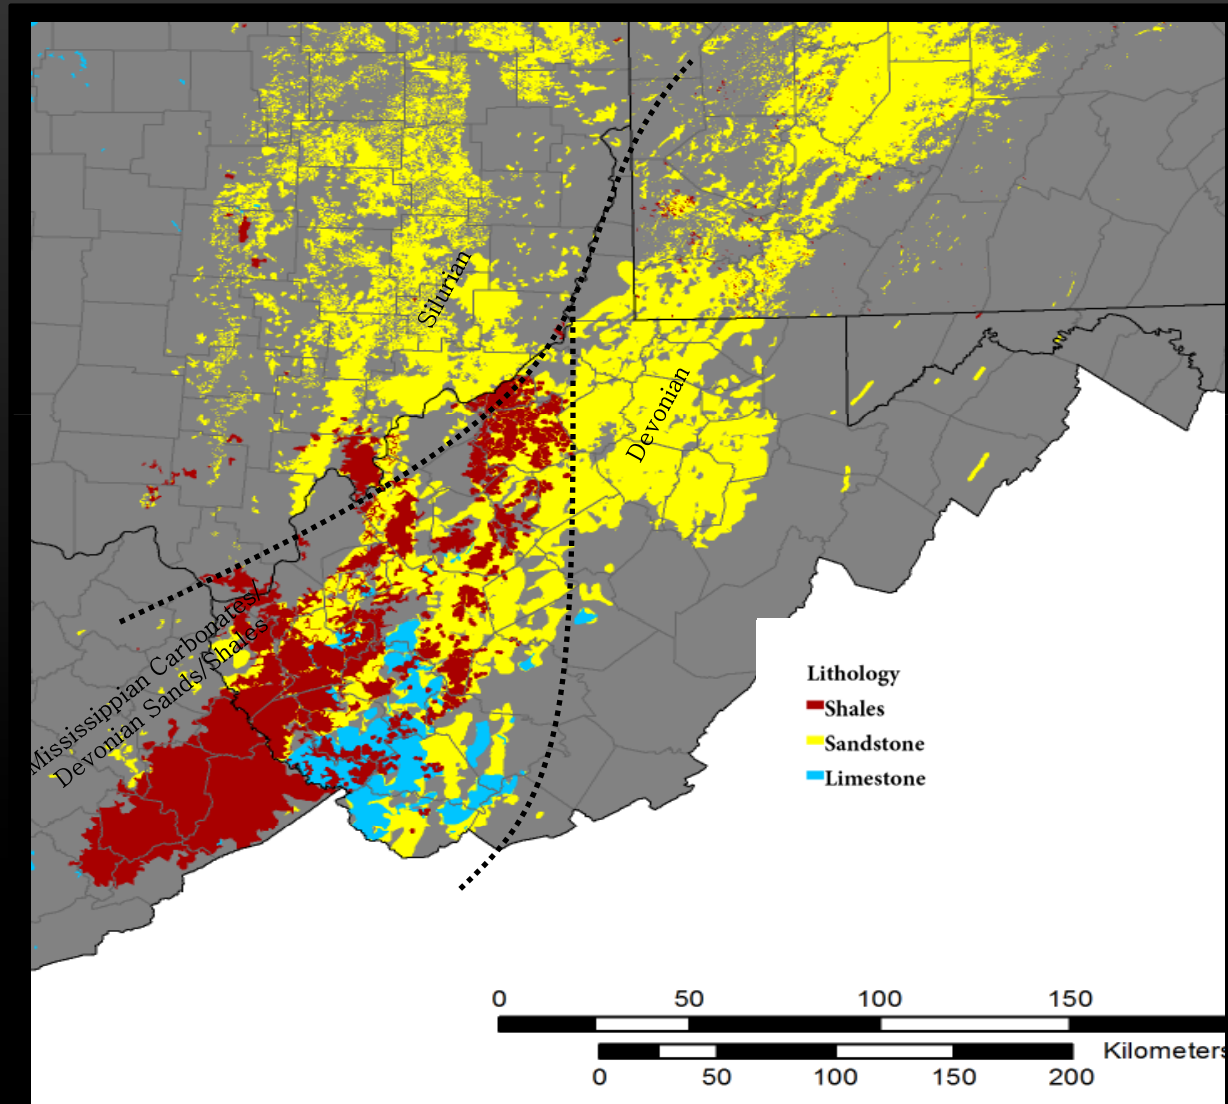 Silurian
Devonian
Mississippian Carbonates/
Devonian Sands/Shales
Lithology
Shales
Sandstone
Limestone
0 50 100 150
Kilometers
0 50 100 150 200